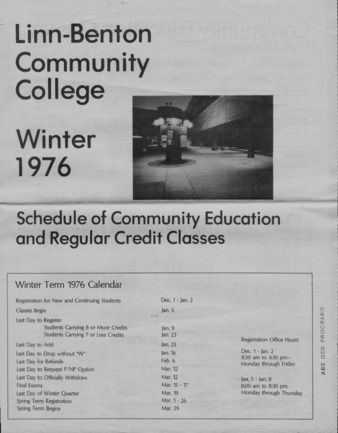 Linn-Benton
Community
College
Winter
1976
Schedule of Community Education
and Regular Credit Classes
Winter Term 1976 Calendar
Registration for New and Continuing Students Dec. 1 - Jan. 2
Classes Begin Jan. 5
Last Day to Register
Students Carrying 8 or More Credits Jan. 9
Students Carrying 7 or Less Credits Jan. 23
Last Day to Add Jan. 23
Last Day to Drop without "W" Jan. 16
Last Day for Refunds Feb. 6
Last Day to Request P/NP Option Mar. 12
Last Day to Officially Withdraw Mar. 12
Final Exams Mar. 15 - 17
Last Day of Winter Quarter Mar. 19
Spring Term Registration Mar. 1 - 26
Spring Term Begins Mar. 29
Registration Office Hours
Dec. 1 - Jan. 2
8:30 am to 4:30 pm -
Monday through Friday
Jan. 5 - Jan. 8
8:00 am to 8:30 pm
Monday through Thursday
ABE GED PROGRAMS